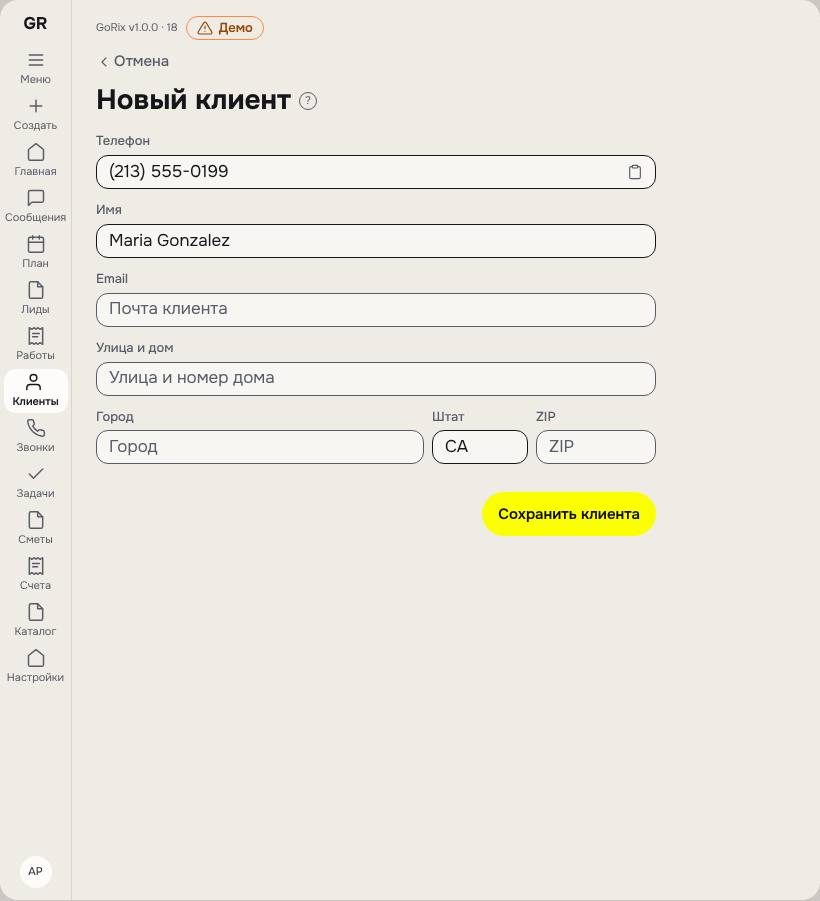 GR
Меню
Создать
Главная
Сообщения
План
Лиды
Работы
Клиенты
Звонки
Задачи
Сметы
Счета
Каталог
Настройки
AP
GoRix v1.0.0 · 18
Демо
Отмена
Новый клиент ?
Телефон
(213) 555-0199
Имя
Maria Gonzalez
Email
Почта клиента
Улица и дом
Улица и номер дома
Город Штат ZIP
Город CA ZIP
Сохранить клиента